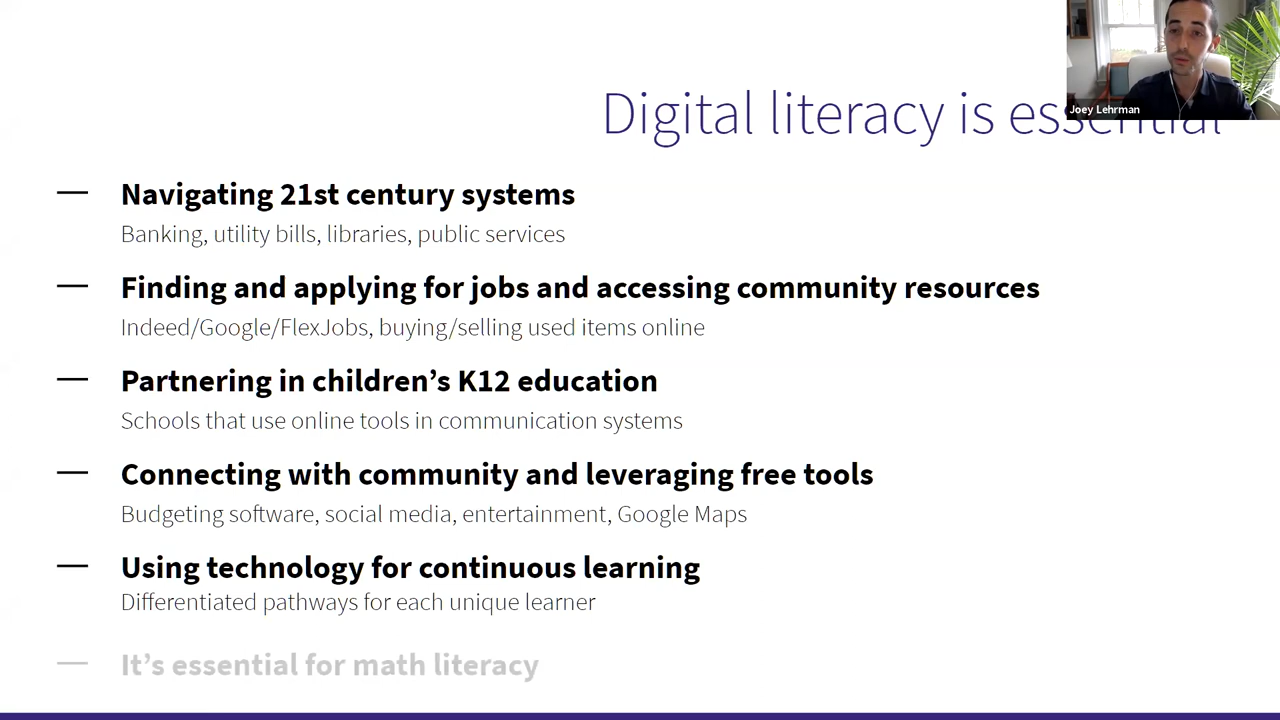 Joey Lehrman
Digital literacy is essential
Navigating 21st century systems
Banking, utility bills, libraries, public services
Finding and applying for jobs and accessing community resources
Indeed/Google/FlexJobs, buying/selling used items online
Partnering in children’s K12 education
Schools that use online tools in communication systems
Connecting with community and leveraging free tools
Budgeting software, social media, entertainment, Google Maps
Using technology for continuous learning
Differentiated pathways for each unique learner
It’s essential for math literacy